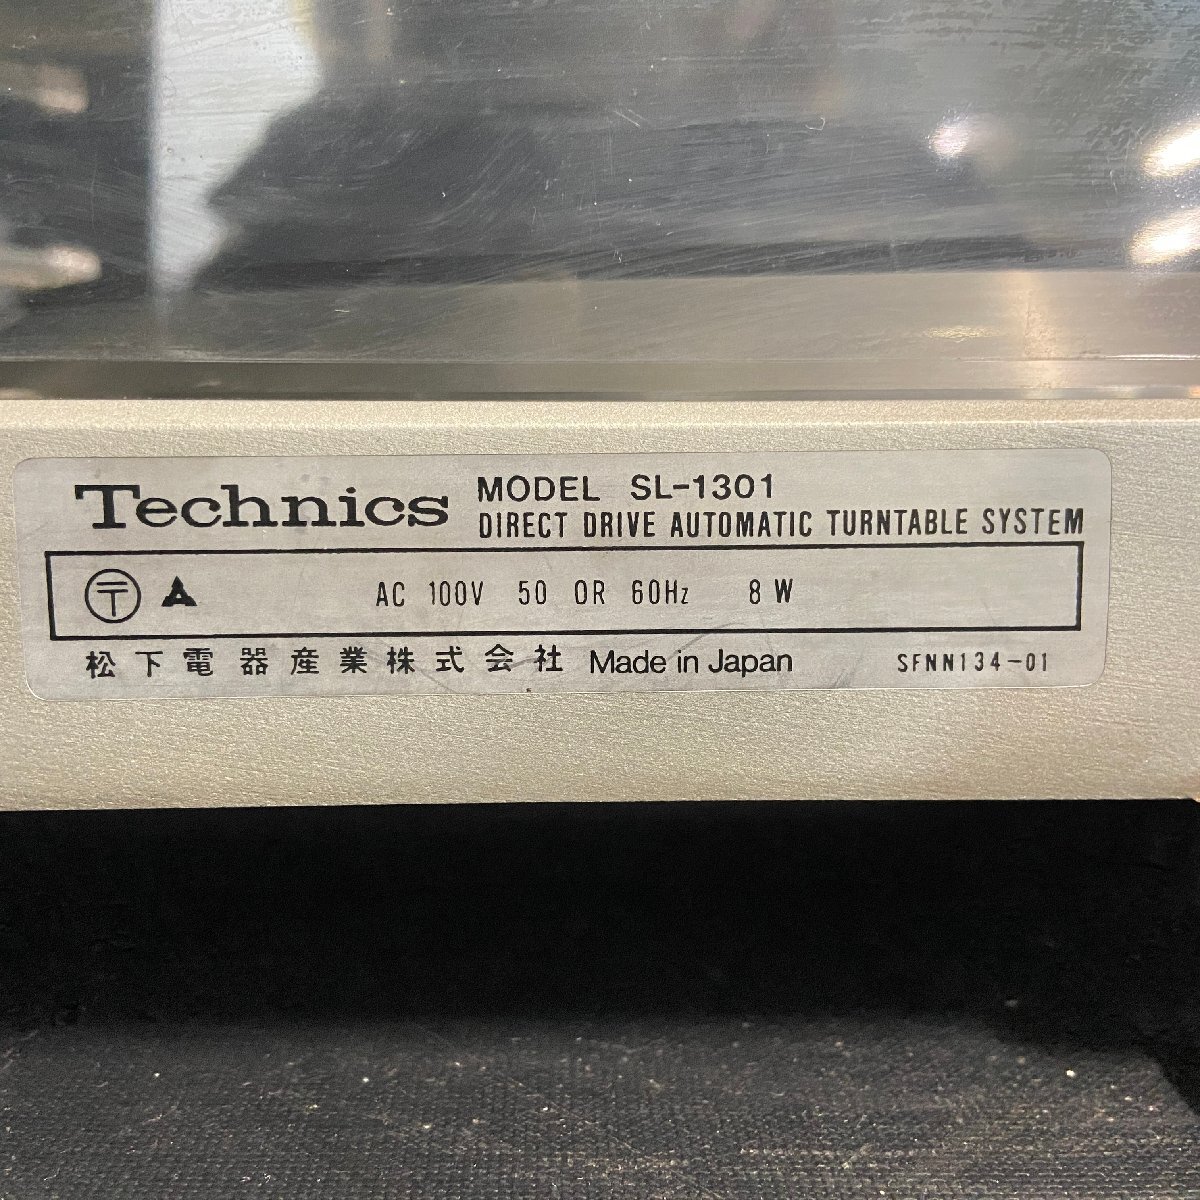 Technics MODEL SL-1301
DIRECT DRIVE AUTOMATIC TURNTABLE SYSTEM
〒 AC 100V 50 OR 60Hz 8 W
松下電器産業株式会社 Made in Japan SFNN134-01